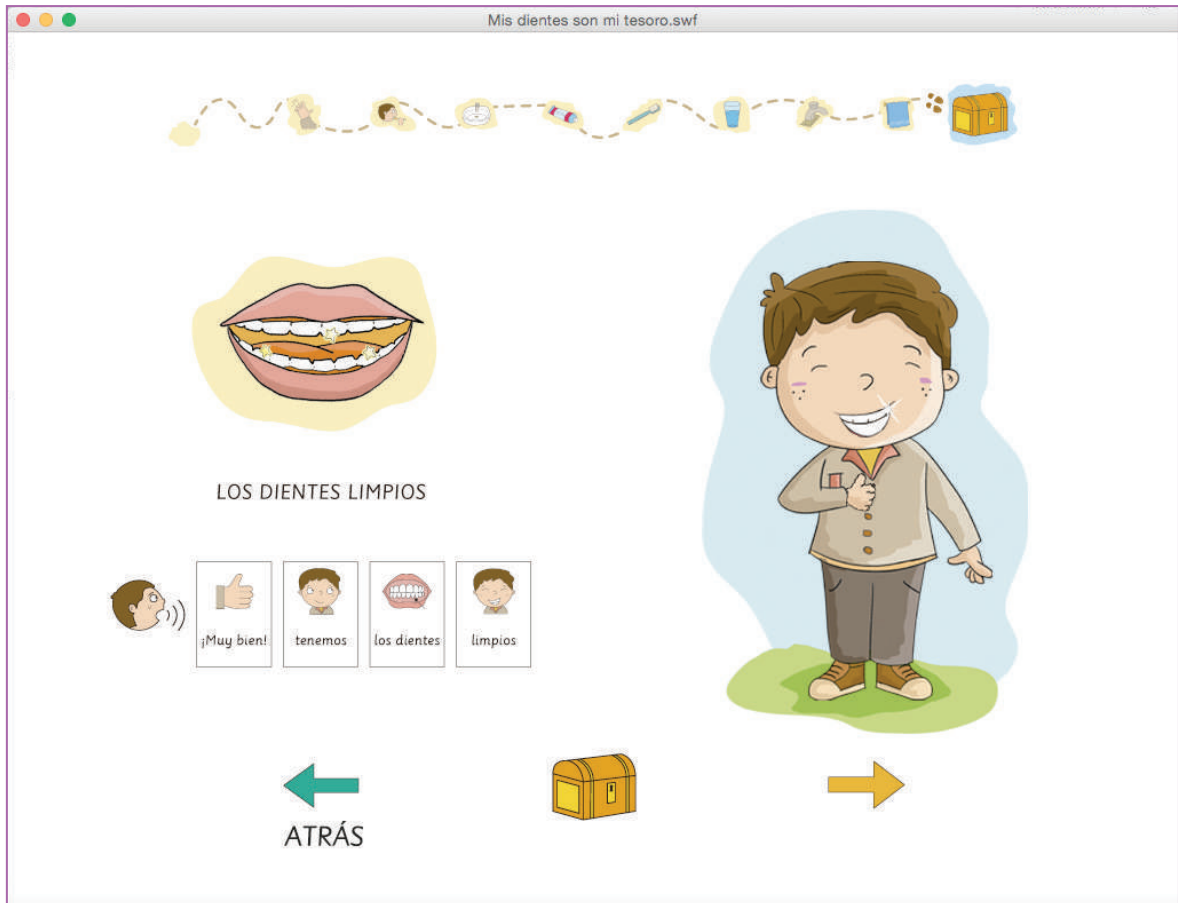 Mis dientes son mi tesoro.swf
LOS DIENTES LIMPIOS
¡Muy bien!
tenemos
los dientes
limpios
ATRÁS